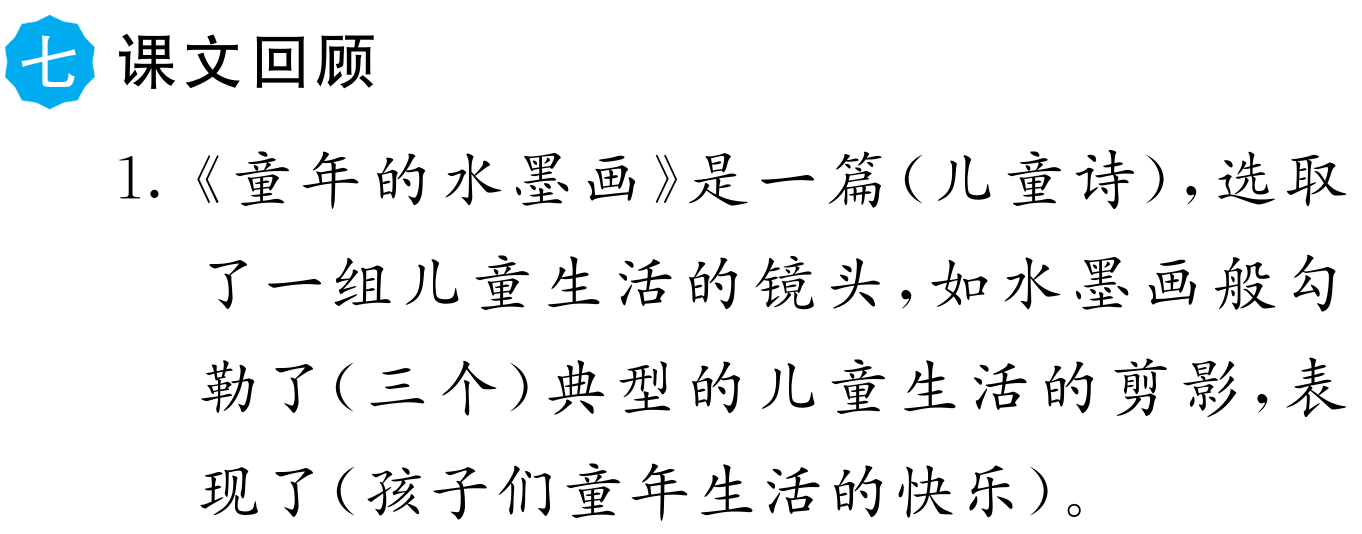 七 课文回顾
1.《童年的水墨画》是一篇(儿童诗),选取
了一组儿童生活的镜头,如水墨画般勾
勒了(三个)典型的儿童生活的剪影,表
现了(孩子们童年生活的快乐)。